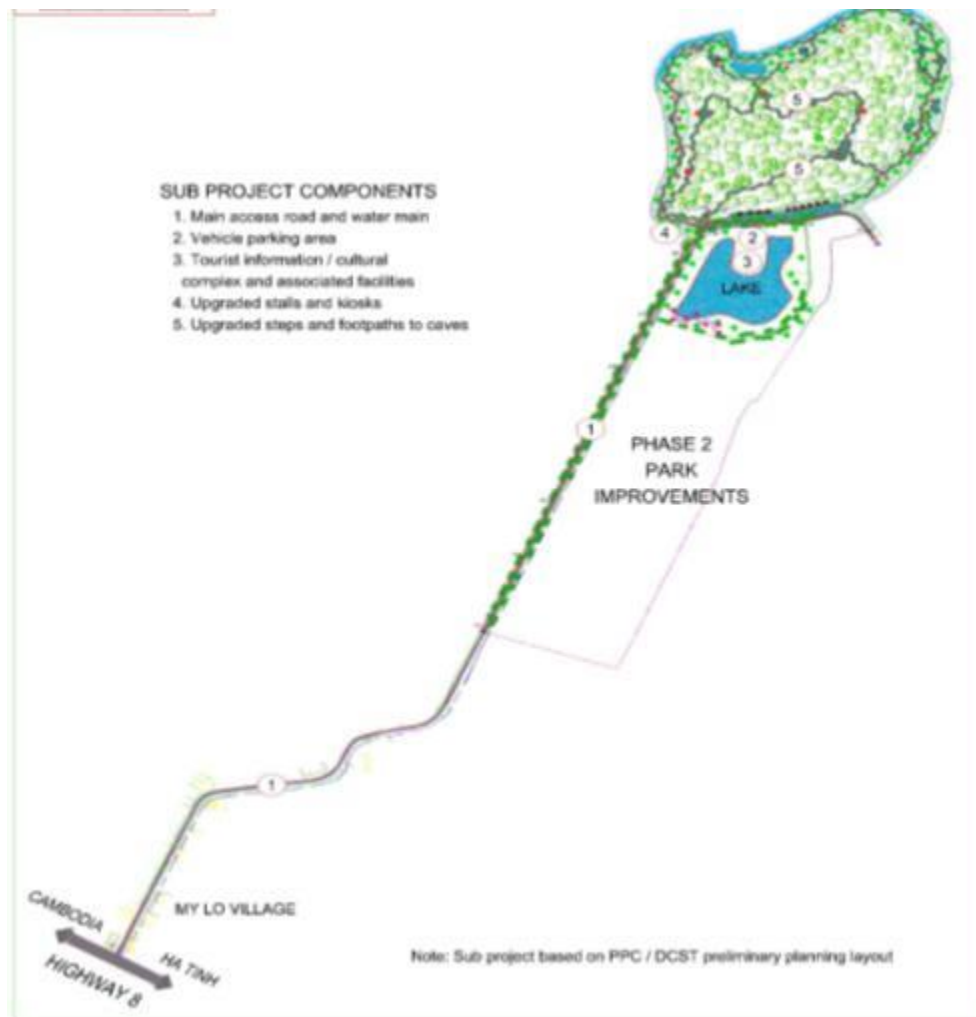 5
5
4
2
3
LAKE
SUB PROJECT COMPONENTS
1. Main access road and water main
2. Vehicle parking area
3. Tourist information / cultural
complex and associated facilities
4. Upgraded stalls and kiosks
5. Upgraded steps and footpaths to caves
1
PHASE 2
PARK
IMPROVEMENTS
1
MY LO VILLAGE
CAMBODIA
HA TINH
HIGHWAY 8
Note: Sub project based on PPC / DCST preliminary planning layout